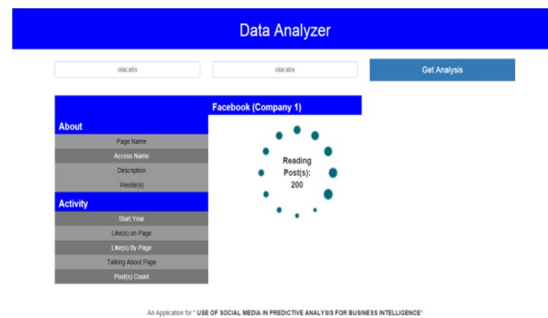 Data Analyzer
olacabs olacabs Get Analysis
Facebook (Company 1)
About
Page Name
Access Name
Description
Wesite(s)
Reading
Post(s):
200
Activity
Start Year
Like(s) on Page
Like(s) By Page
Talking About Page
Post(s) Count
An Application for " USE OF SOCIAL MEDIA IN PREDICTIVE ANALYSIS FOR BUSINESS INTELLIGENCE"